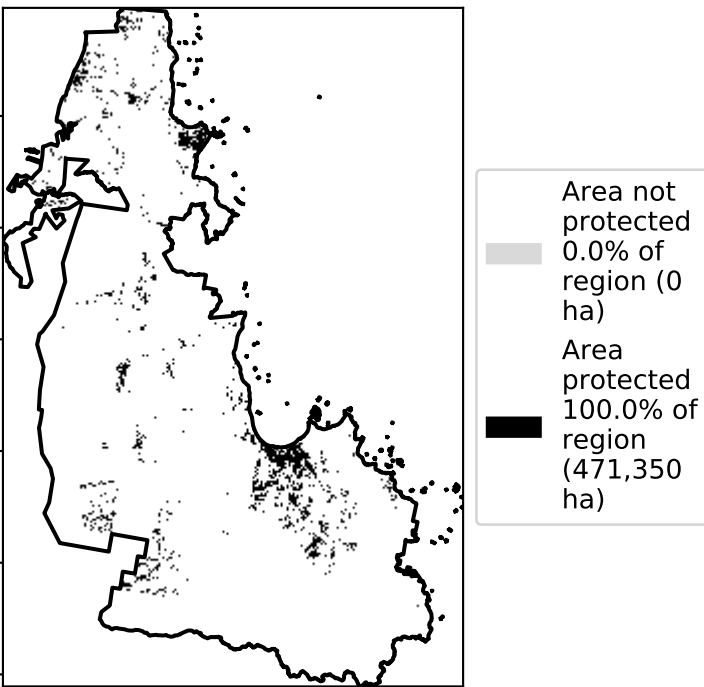 Area not
protected
0.0% of
region (0
ha)
Area
protected
100.0% of
region
(471,350
ha)